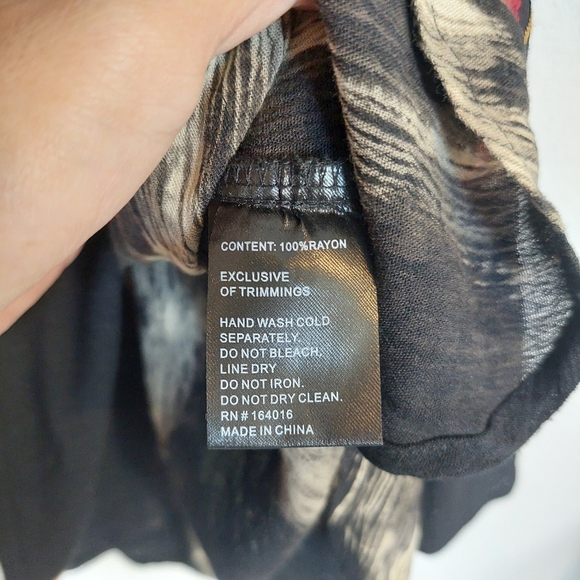 CONTENT: 100%RAYON
EXCLUSIVE
OF TRIMMINGS
HAND WASH COLD
SEPARATELY.
DO NOT BLEACH.
LINE DRY
DO NOT IRON.
DO NOT DRY CLEAN.
RN # 164016
MADE IN CHINA